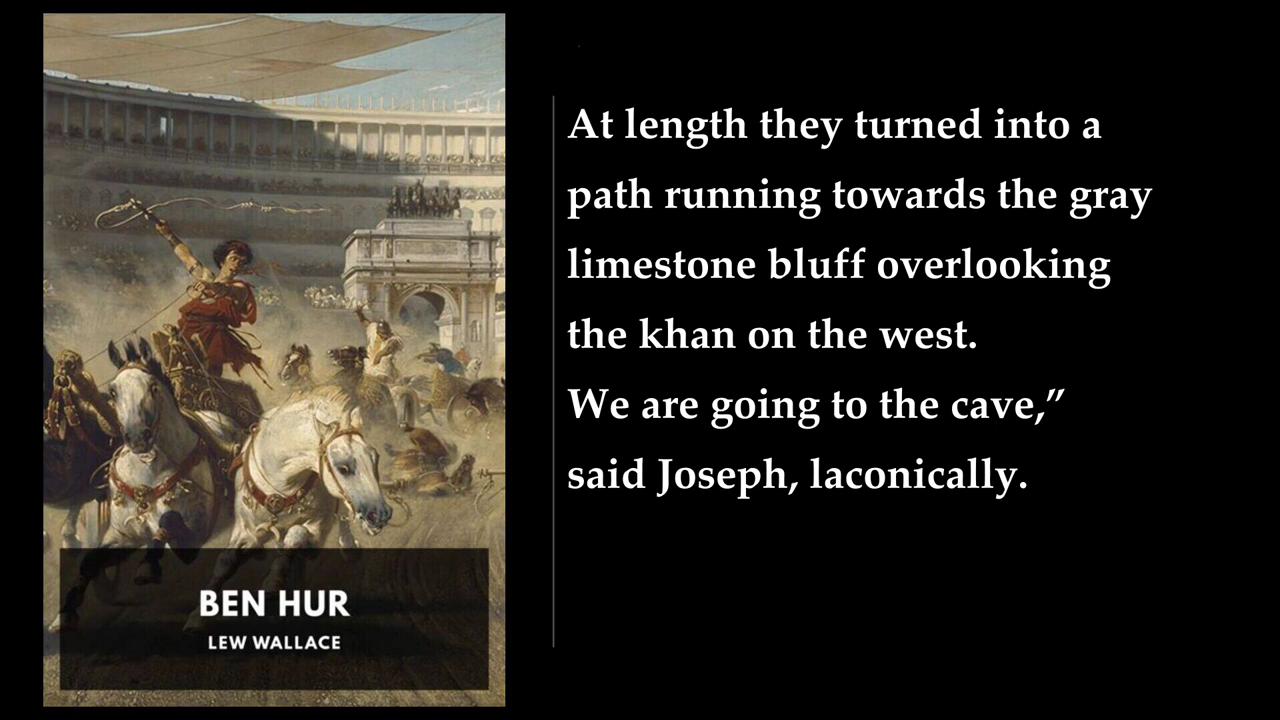 At length they turned into a
path running towards the gray
limestone bluff overlooking
the khan on the west.
We are going to the cave,”
said Joseph, laconically.
BEN HUR
LEW WALLACE